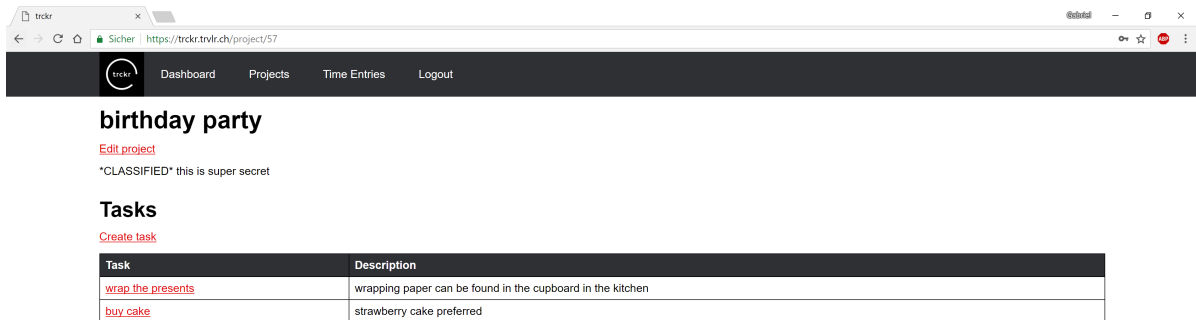 trckr
Gabriel
Sicher https://trckr.trvlr.ch/project/57
ABP
trckr Dashboard Projects Time Entries Logout
birthday party
Edit project
*CLASSIFIED* this is super secret
Tasks
Create task
Task Description
wrap the presents wrapping paper can be found in the cupboard in the kitchen
buy cake strawberry cake preferred